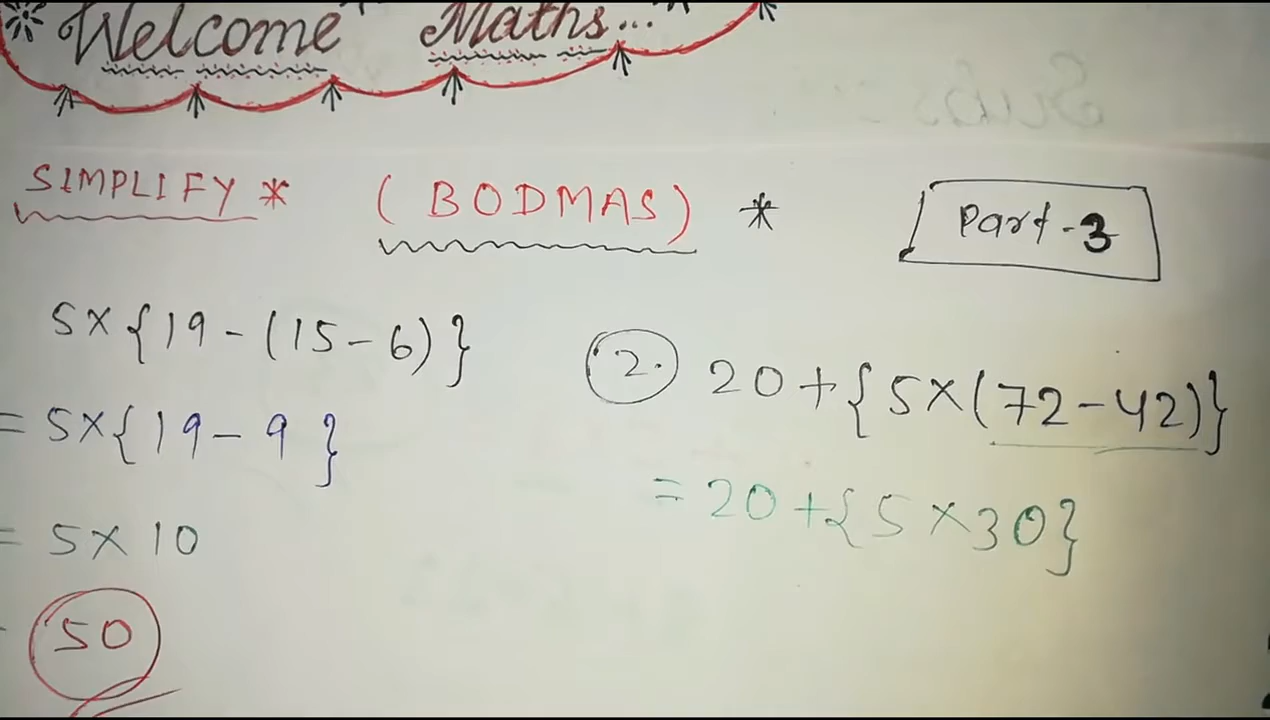 Welcome Maths...
SIMPLIFY * (BODMAS) *
Part-3
5×{19-(15-6)}
= 5×{19-9}
= 5×10
50
2. 20+{5×(72-42)}
= 20+{5×30}